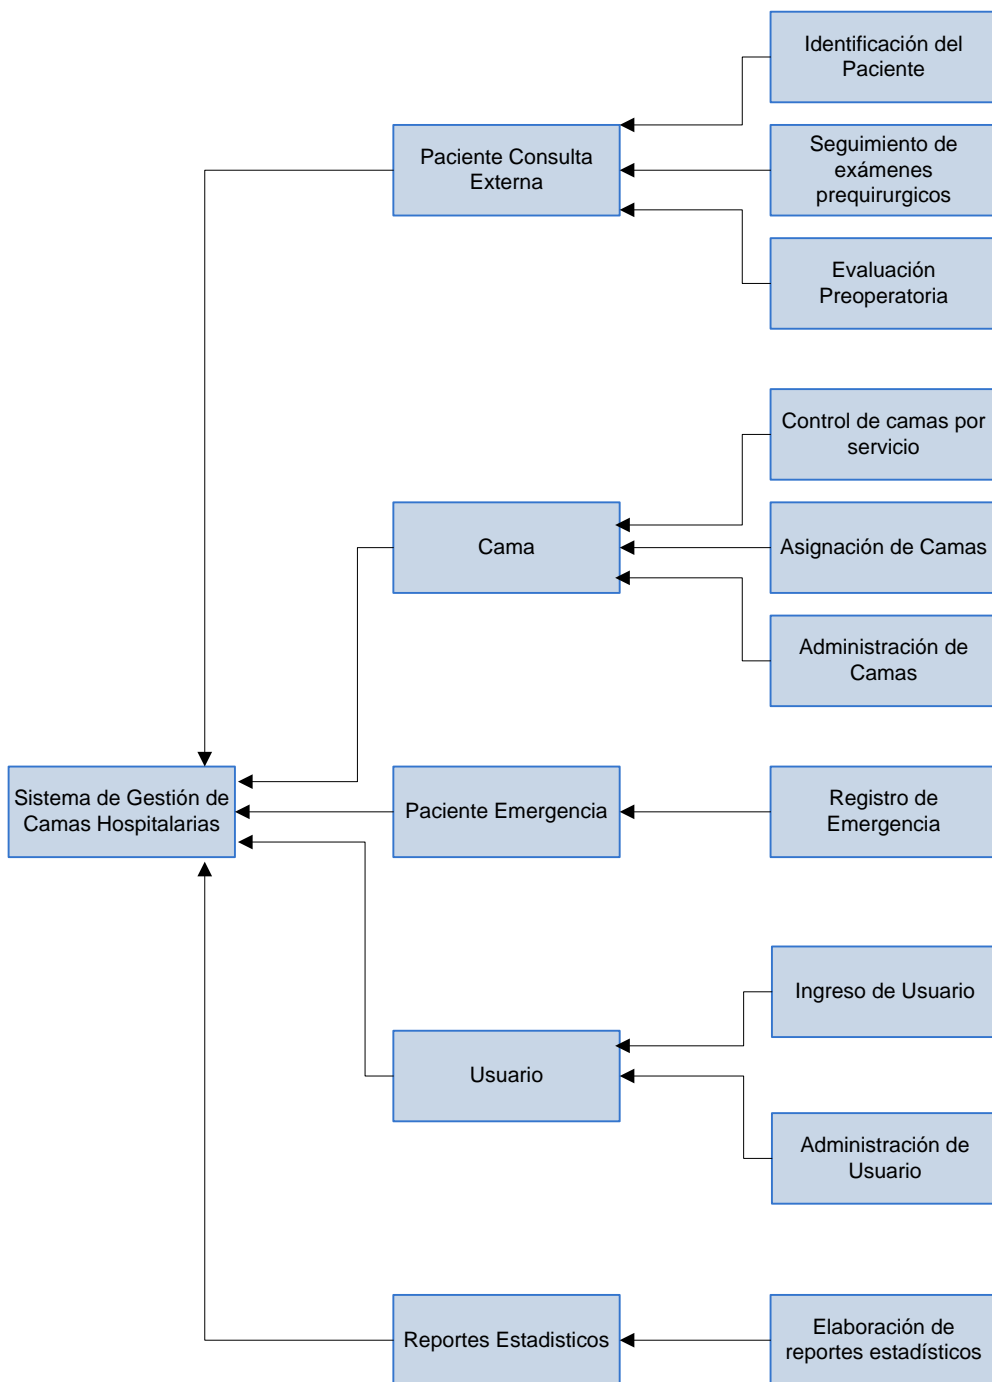 Identificación del
Paciente
Paciente Consulta
Externa
Seguimiento de
exámenes
prequirurgicos
Evaluación
Preoperatoria
Control de camas por
servicio
Cama
Asignación de Camas
Administración de
Camas
Sistema de Gestión de
Camas Hospitalarias
Paciente Emergencia
Registro de
Emergencia
Ingreso de Usuario
Usuario
Administración de
Usuario
Reportes Estadisticos
Elaboración de
reportes estadísticos